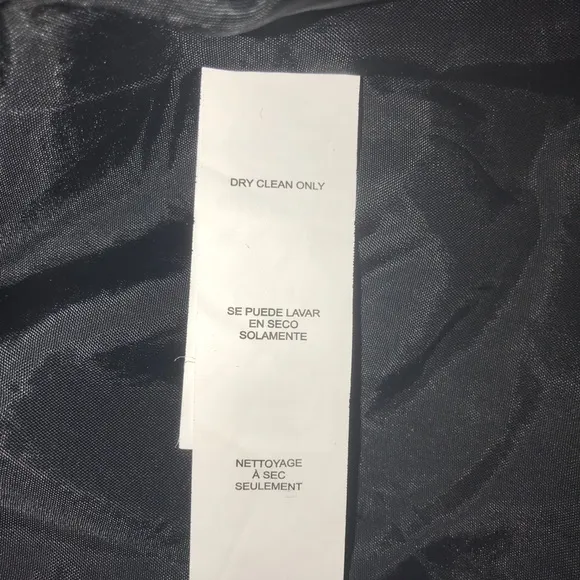 DRY CLEAN ONLY
SE PUEDE LAVAR
EN SECO
SOLAMENTE
NETTOYAGE
À SEC
SEULEMENT